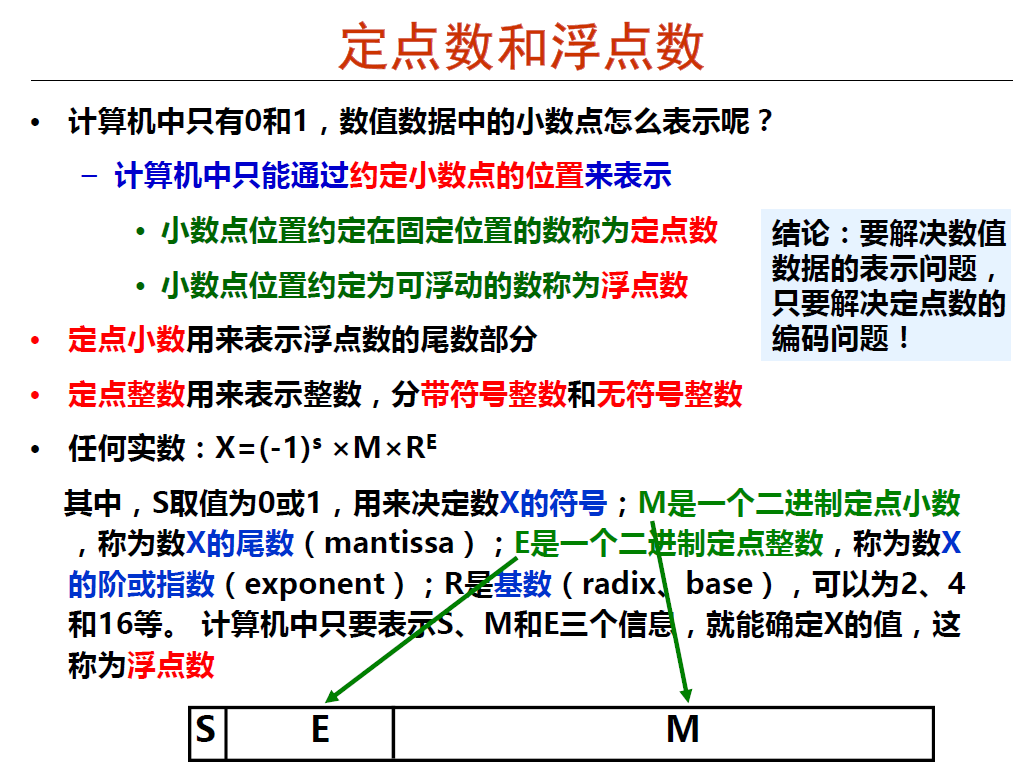 定点数和浮点数
• 计算机中只有0和1，数值数据中的小数点怎么表示呢？
– 计算机中只能通过约定小数点的位置来表示
• 小数点位置约定在固定位置的数称为定点数
• 小数点位置约定为可浮动的数称为浮点数
结论：要解决数值
数据的表示问题，
只要解决定点数的
编码问题！
• 定点小数用来表示浮点数的尾数部分
• 定点整数用来表示整数，分带符号整数和无符号整数
• 任何实数：X=(-1)ˢ ×M×Rᴱ
其中，S取值为0或1，用来决定数X的符号；M是一个二进制定点小数
，称为数X的尾数（mantissa）；E是一个二进制定点整数，称为数X
的阶或指数（exponent）；R是基数（radix、base），可以为2、4
和16等。 计算机中只要表示S、M和E三个信息，就能确定X的值，这
称为浮点数
S E M